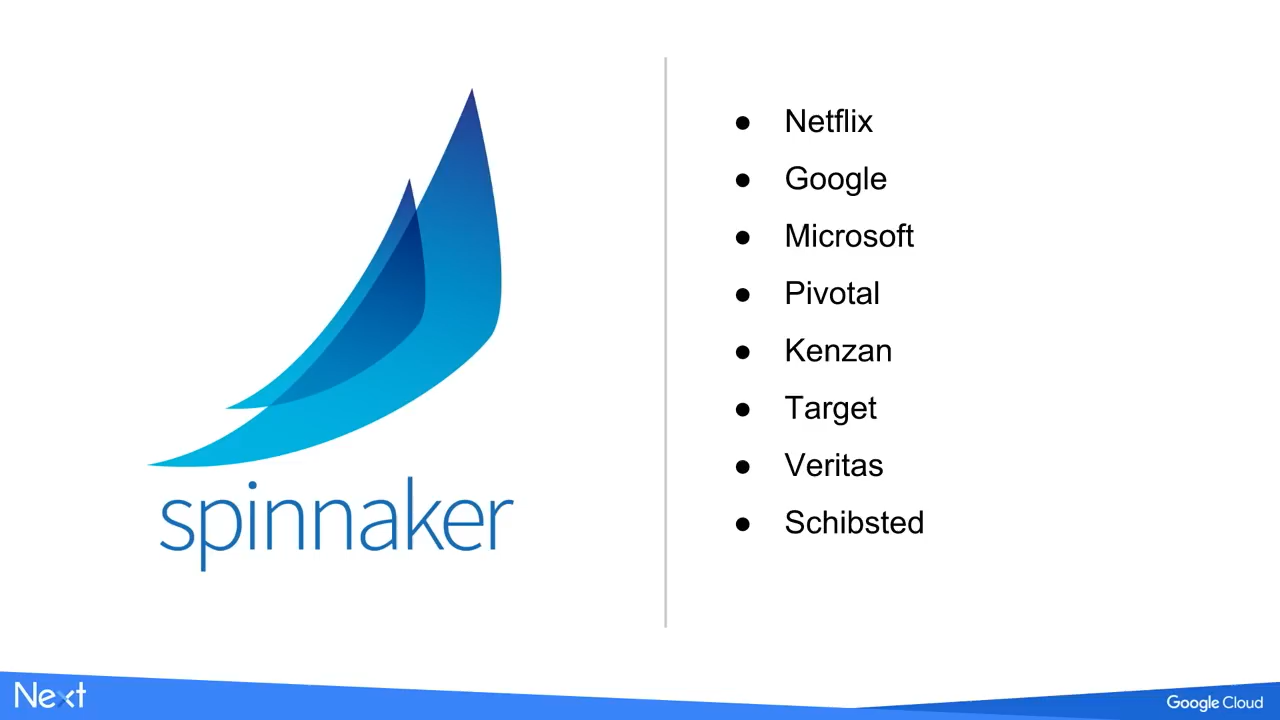 spinnaker
● Netflix
● Google
● Microsoft
● Pivotal
● Kenzan
● Target
● Veritas
● Schibsted
Next
Google Cloud